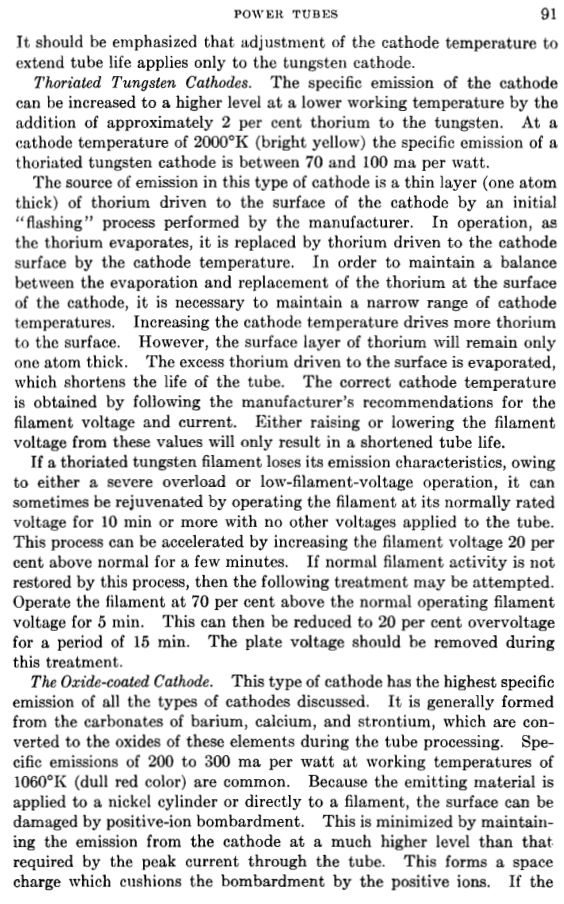 POWER TUBES 91
It should be emphasized that adjustment of the cathode temperature to
extend tube life applies only to the tungsten cathode.
Thoriated Tungsten Cathodes. The specific emission of the cathode
can be increased to a higher level at a lower working temperature by the
addition of approximately 2 per cent thorium to the tungsten. At a
cathode temperature of 2000°K (bright yellow) the specific emission of a
thoriated tungsten cathode is between 70 and 100 ma per watt.
The source of emission in this type of cathode is a thin layer (one atom
thick) of thorium driven to the surface of the cathode by an initial
"flashing" process performed by the manufacturer. In operation, as
the thorium evaporates, it is replaced by thorium driven to the cathode
surface by the cathode temperature. In order to maintain a balance
between the evaporation and replacement of the thorium at the surface
of the cathode, it is necessary to maintain a narrow range of cathode
temperatures. Increasing the cathode temperature drives more thorium
to the surface. However, the surface layer of thorium will remain only
one atom thick. The excess thorium driven to the surface is evaporated,
which shortens the life of the tube. The correct cathode temperature
is obtained by following the manufacturer's recommendations for the
filament voltage and current. Either raising or lowering the filament
voltage from these values will only result in a shortened tube life.
If a thoriated tungsten filament loses its emission characteristics, owing
to either a severe overload or low-filament-voltage operation, it can
sometimes be rejuvenated by operating the filament at its normally rated
voltage for 10 min or more with no other voltages applied to the tube.
This process can be accelerated by increasing the filament voltage 20 per
cent above normal for a few minutes. If normal filament activity is not
restored by this process, then the following treatment may be attempted.
Operate the filament at 70 per cent above the normal operating filament
voltage for 5 min. This can then be reduced to 20 per cent overvoltage
for a period of 15 min. The plate voltage should be removed during
this treatment.
The Oxide-coated Cathode. This type of cathode has the highest specific
emission of all the types of cathodes discussed. It is generally formed
from the carbonates of barium, calcium, and strontium, which are con-
verted to the oxides of these elements during the tube processing. Spe-
cific emissions of 200 to 300 ma per watt at working temperatures of
1060°K (dull red color) are common. Because the emitting material is
applied to a nickel cylinder or directly to a filament, the surface can be
damaged by positive-ion bombardment. This is minimized by maintain-
ing the emission from the cathode at a much higher level than that
required by the peak current through the tube. This forms a space
charge which cushions the bombardment by the positive ions. If the